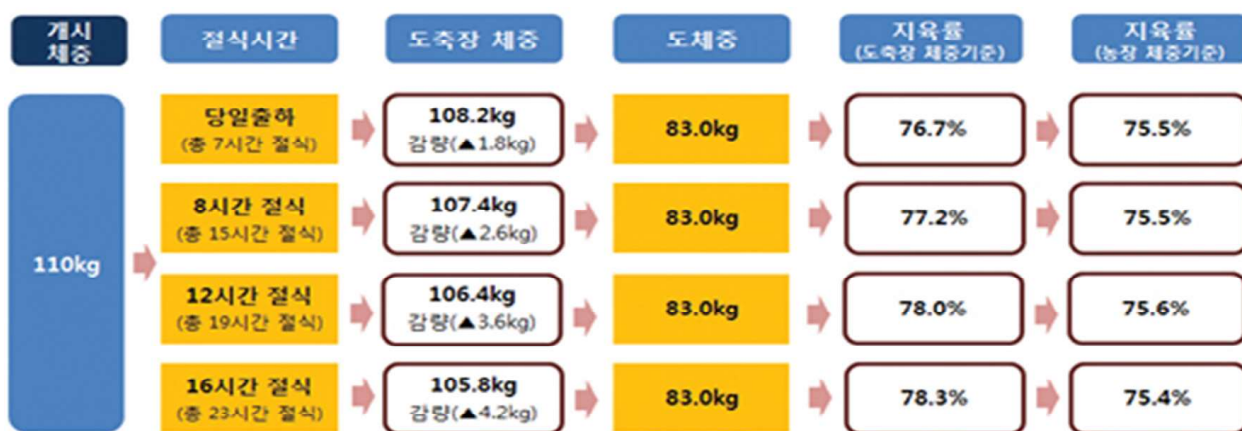 개시
체중
절식시간
도축장 체중
도체중
지육률
(도축장 체중기준)
지육률
(농장 체중기준)
110kg
당일출하
(총 7시간 절식)
108.2kg
감량(▲1.8kg)
83.0kg
76.7%
75.5%
8시간 절식
(총 15시간 절식)
107.4kg
감량(▲2.6kg)
83.0kg
77.2%
75.5%
12시간 절식
(총 19시간 절식)
106.4kg
감량(▲3.6kg)
83.0kg
78.0%
75.6%
16시간 절식
(총 23시간 절식)
105.8kg
감량(▲4.2kg)
83.0kg
78.3%
75.4%